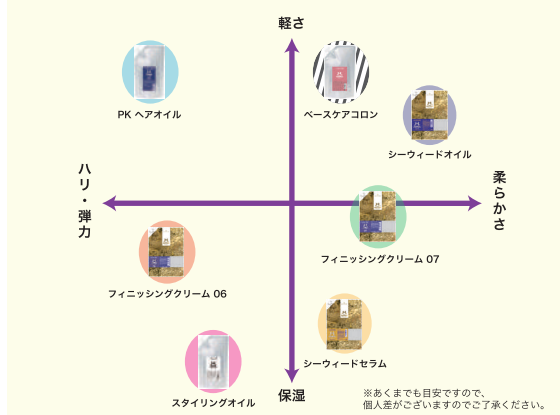 軽さ
PK ヘアオイル
ベースケアコロン
シーウィードオイル
ハリ・弾力
柔らかさ
フィニッシングクリーム 07
フィニッシングクリーム 06
シーウィードセラム
スタイリングオイル
保湿
※あくまでも目安ですので、
個人差がございますのでご了承ください。